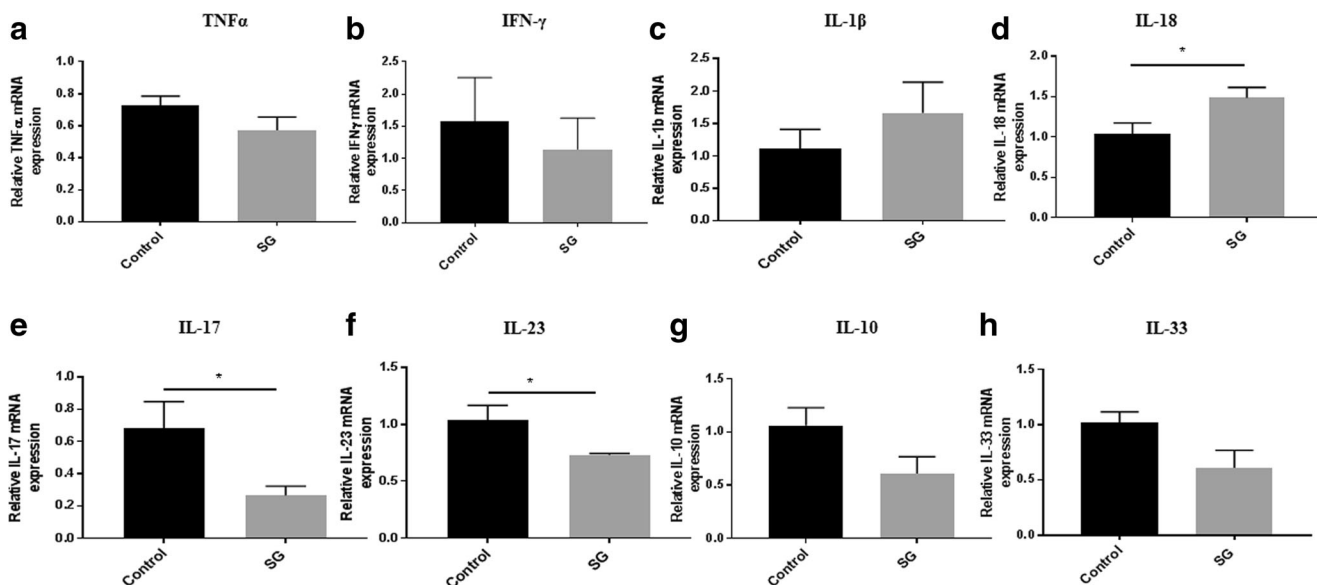 a
TNFα
Relative TNF-α mRNA
expression
1.0
0.8
0.6
0.4
0.2
0.0
Control
SG
b
IFN-γ
Relative IFNγ mRNA
expression
2.5
2.0
1.5
1.0
0.5
0.0
Control
SG
c
IL-1β
Relative IL-1b mRNA
expression
2.5
2.0
1.5
1.0
0.5
0.0
Control
SG
d
IL-18
Relative IL-18 mRNA
expression
2.0
1.5
1.0
0.5
0.0
*
Control
SG
e
IL-17
Relative IL-17 mRNA
expression
1.0
0.8
0.6
0.4
0.2
0.0
*
Control
SG
f
IL-23
Relative IL-23 mRNA
expression
1.5
1.0
0.5
0.0
*
Control
SG
g
IL-10
Relative IL-10 mRNA
expression
1.5
1.0
0.5
0.0
Control
SG
h
IL-33
Relative IL-33 mRNA
expression
1.5
1.0
0.5
0.0
Control
SG